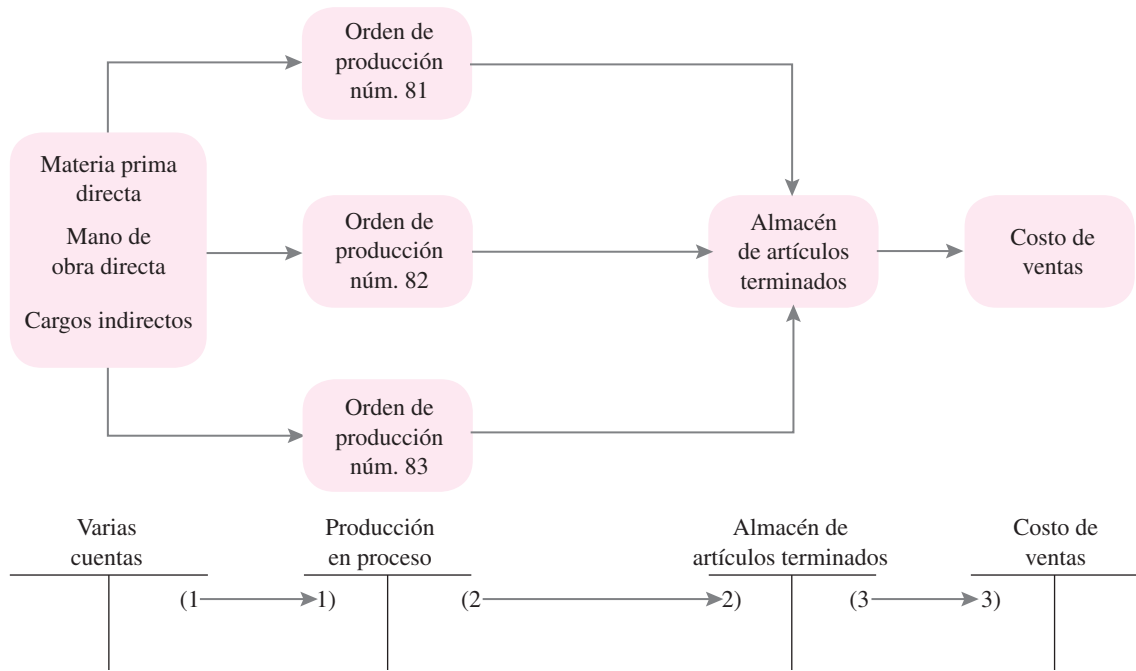 Orden de
producción
núm. 81
Materia prima
directa
Mano de
obra directa
Cargos indirectos
Orden de
producción
núm. 82
Almacén
de artículos
terminados
Costo de
ventas
Orden de
producción
núm. 83
Varias
cuentas
Producción
en proceso
Almacén de
artículos terminados
Costo de
ventas
(1 1) (2 2) (3 3)